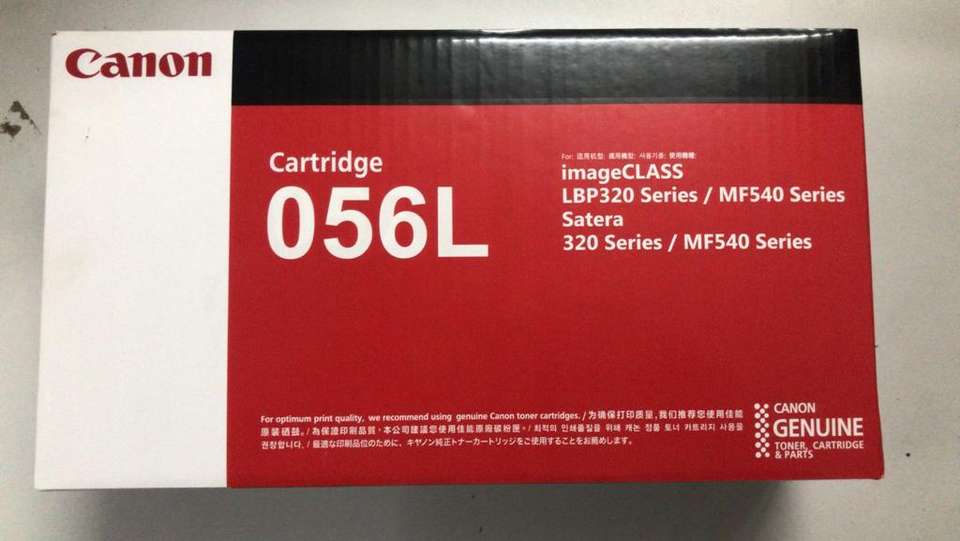 Canon
Cartridge
056L
For: 适用机型: 適用機型: 사용기종: 使用機種:
imageCLASS
LBP320 Series / MF540 Series
Satera
320 Series / MF540 Series
For optimum print quality, we recommend using genuine Canon toner cartridges. / 为确保打印质量,我们推荐您使用佳能
原装硒鼓。/ 為保證印刷品質,本公司建議您使用佳能原廠碳粉匣。/ 최적의 인쇄품질을 위해 캐논 정품 토너 카트리지 사용을
권장합니다. / 最適な印刷品位のために、キヤノン純正トナーカートリッジをご使用することをお薦めします。
CANON
GENUINE
TONER, CARTRIDGE
& PARTS